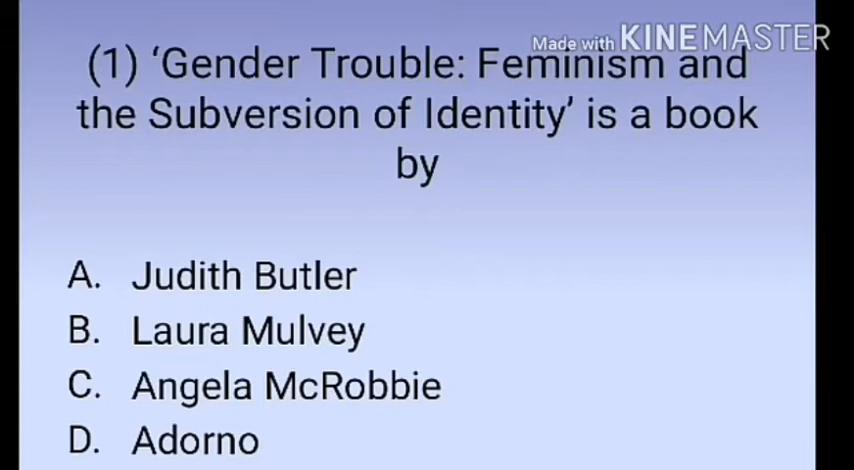 Made with KINEMASTER
(1) ‘Gender Trouble: Feminism and
the Subversion of Identity’ is a book
by
A. Judith Butler
B. Laura Mulvey
C. Angela McRobbie
D. Adorno